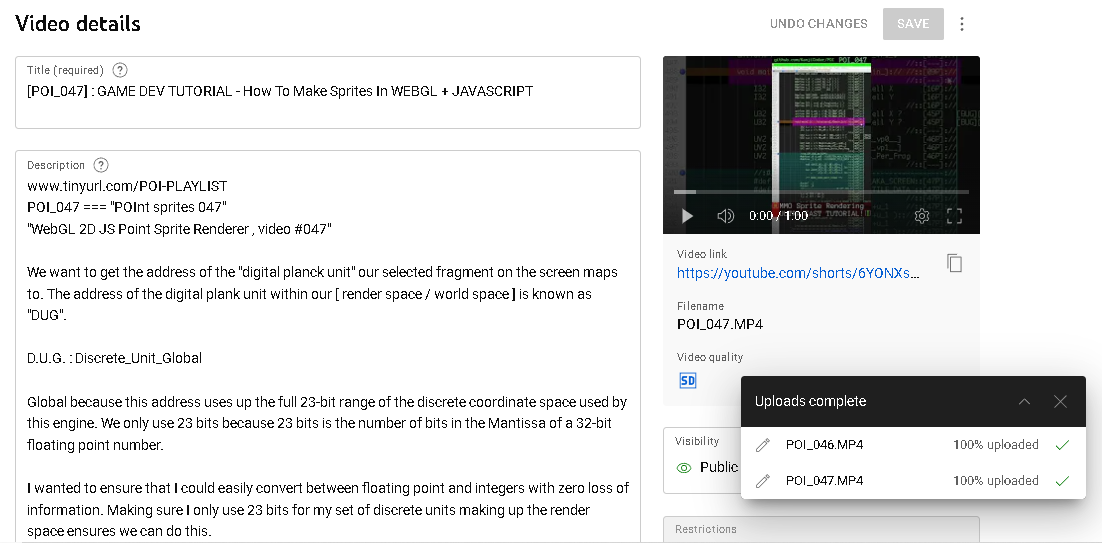 Video details
UNDO CHANGES
SAVE
Title (required)
[POI_047] : GAME DEV TUTORIAL - How To Make Sprites In WEBGL + JAVASCRIPT
Description
www.tinyurl.com/POI-PLAYLIST
POI_047 === "POInt sprites 047"
"WebGL 2D JS Point Sprite Renderer , video #047"
We want to get the address of the "digital planck unit" our selected fragment on the screen maps
to. The address of the digital plank unit within our [ render space / world space ] is known as
"DUG".
D.U.G. : Discrete_Unit_Global
Global because this address uses up the full 23-bit range of the discrete coordinate space used by
this engine. We only use 23 bits because 23 bits is the number of bits in the Mantissa of a 32-bit
floating point number.
I wanted to ensure that I could easily convert between floating point and integers with zero loss of
information. Making sure I only use 23 bits for my set of discrete units making up the render
space ensures we can do this.
POI_047
MMO Sprite Rendering
0:00 / 1:00
Video link
https://youtube.com/shorts/6YONXs...
Filename
POI_047.MP4
Video quality
SD
Visibility
Public
Restrictions
Uploads complete
POI_046.MP4
100% uploaded
POI_047.MP4
100% uploaded